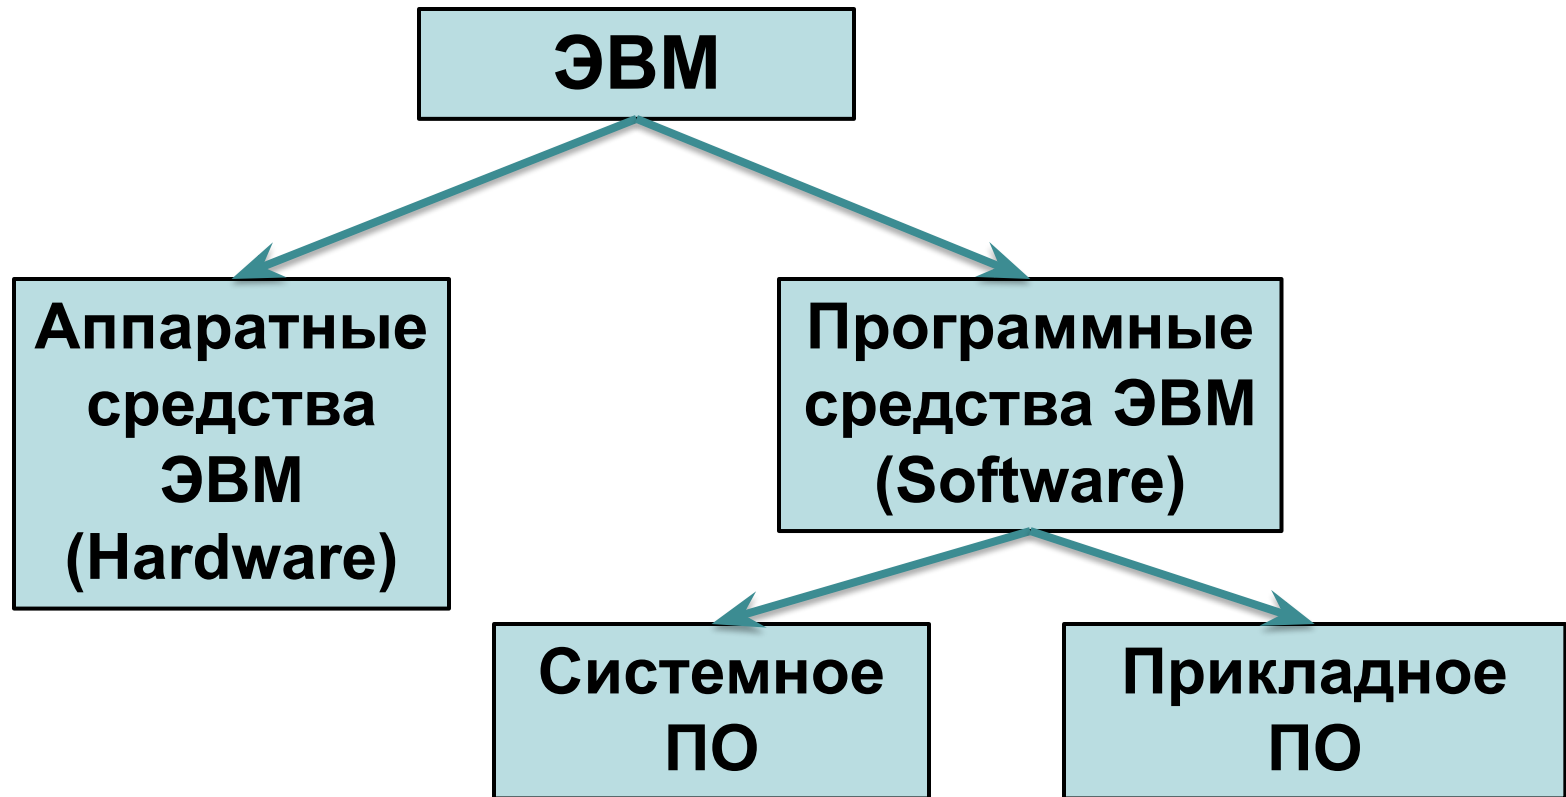 ЭВМ
Аппаратные
средства
ЭВМ
(Hardware)
Программные
средства ЭВМ
(Software)
Системное
ПО
Прикладное
ПО